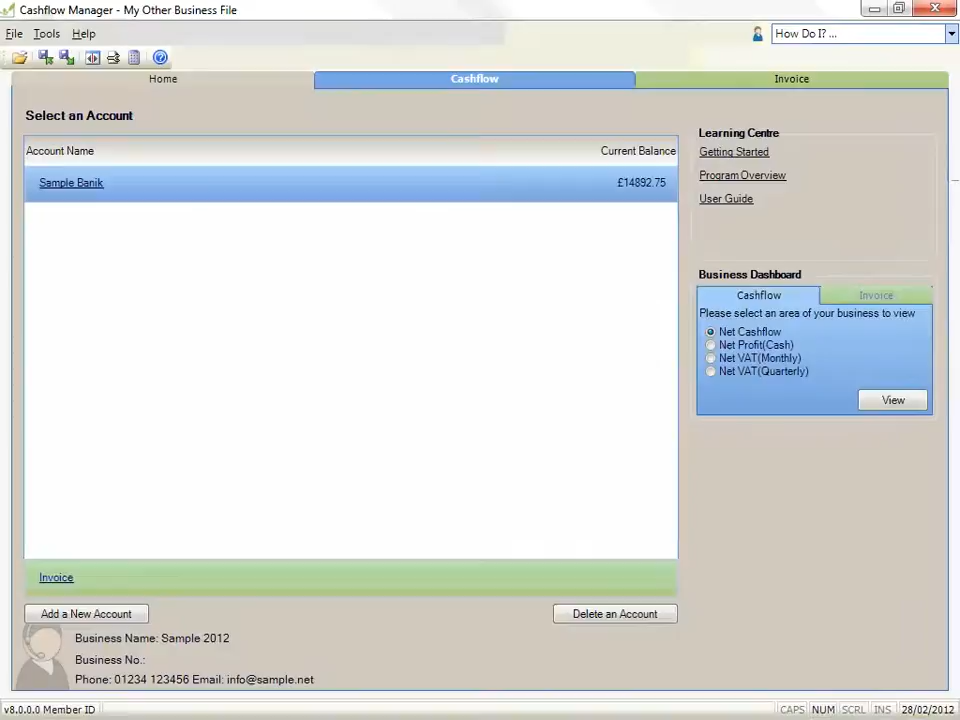 Cashflow Manager - My Other Business File
File Tools Help
How Do I? ...
Home Cashflow Invoice
Select an Account
Account Name Current Balance
Sample Banik £14892.75
Invoice
Add a New Account Delete an Account
Business Name: Sample 2012
Business No.:
Phone: 01234 123456 Email: info@sample.net
Learning Centre
Getting Started
Program Overview
User Guide
Business Dashboard
Cashflow Invoice
Please select an area of your business to view
Net Cashflow
Net Profit(Cash)
Net VAT(Monthly)
Net VAT(Quarterly)
View
v8.0.0.0 Member ID CAPS NUM SCRL INS 28/02/2012